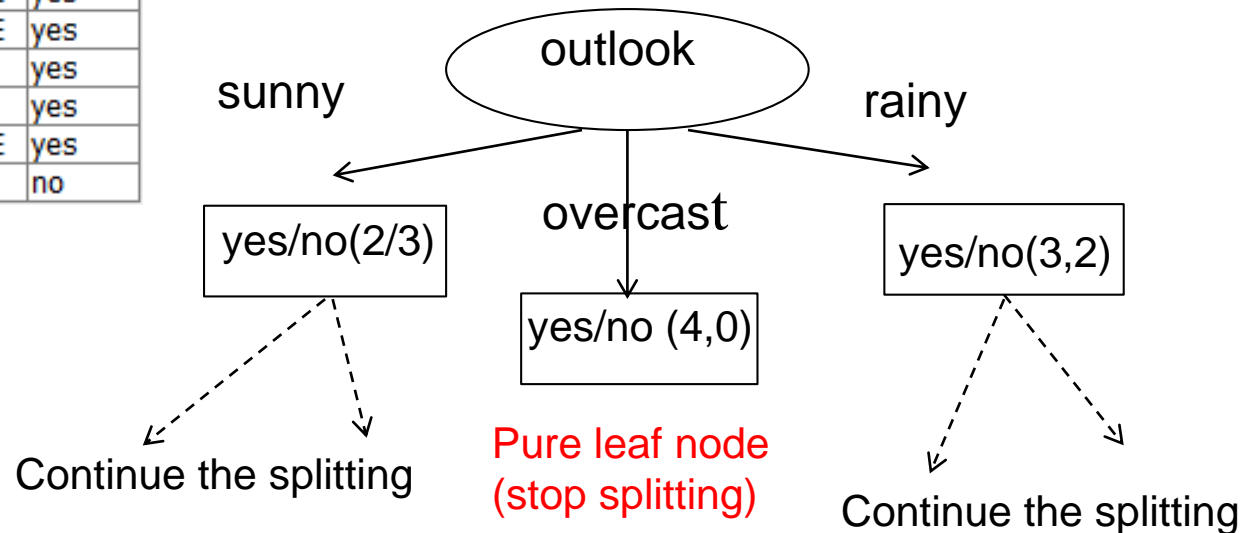 yes
E yes
yes
yes
E yes
no
outlook
sunny
rainy
overcast
yes/no(2/3)
yes/no(3,2)
yes/no (4,0)
Pure leaf node
(stop splitting)
Continue the splitting
Continue the splitting